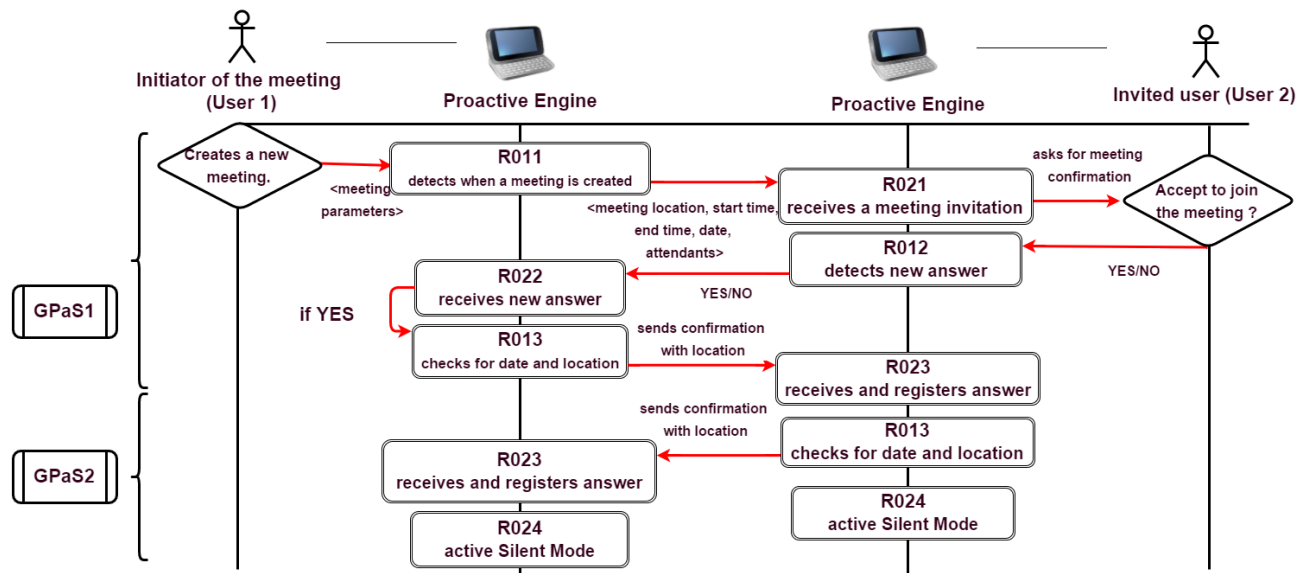 Initiator of the meeting
(User 1)
Proactive Engine
Proactive Engine
Invited user (User 2)
Creates a new
meeting.
<meeting
parameters>
R011
detects when a meeting is created
<meeting location, start time,
end time, date,
attendants>
R021
receives a meeting invitation
asks for meeting
confirmation
Accept to join
the meeting ?
YES/NO
R012
detects new answer
YES/NO
R022
receives new answer
if YES
GPaS1
R013
checks for date and location
sends confirmation
with location
R023
receives and registers answer
GPaS2
R013
checks for date and location
sends confirmation
with location
R023
receives and registers answer
R024
active Silent Mode
R024
active Silent Mode